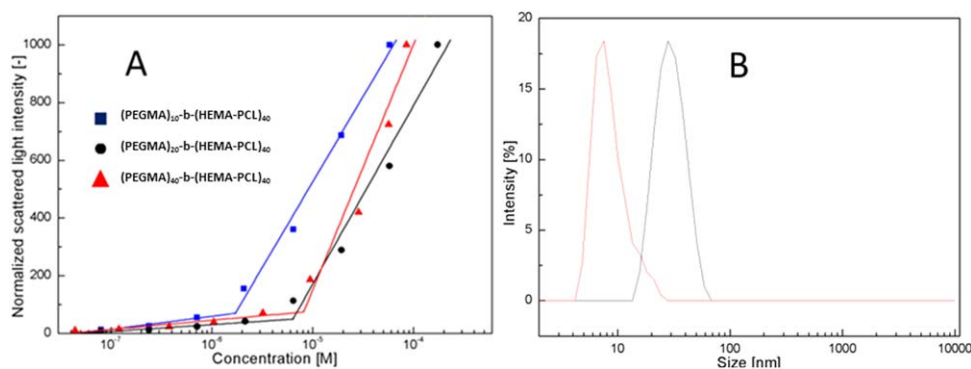 A
Normalized scattered light intensity [-]
1000
800
600
400
200
0
(PEGMA)₁₀-b-(HEMA-PCL)₄₀
(PEGMA)₂₀-b-(HEMA-PCL)₄₀
(PEGMA)₄₀-b-(HEMA-PCL)₄₀
10⁻⁷
10⁻⁶
10⁻⁵
10⁻⁴
Concentration [M]
B
Intensity [%]
20
15
10
5
0
10
100
1000
10000
Size [nm]